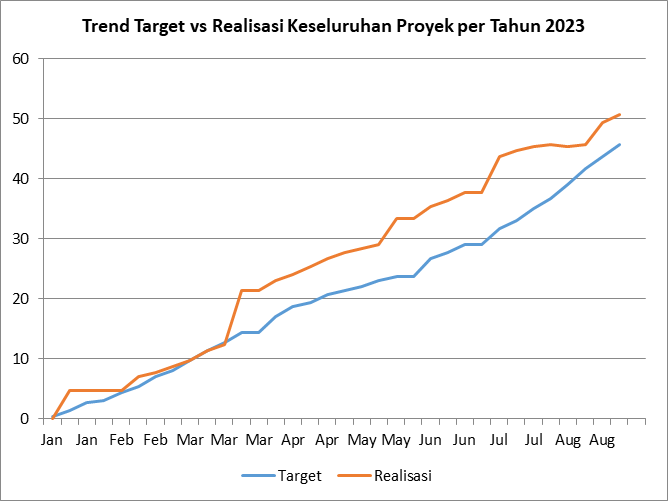 Trend Target vs Realisasi Keseluruhan Proyek per Tahun 2023
60
50
40
30
20
10
0
Jan Jan Feb Feb Mar Mar Mar Apr Apr May May Jun Jun Jul Jul Aug Aug
Target Realisasi